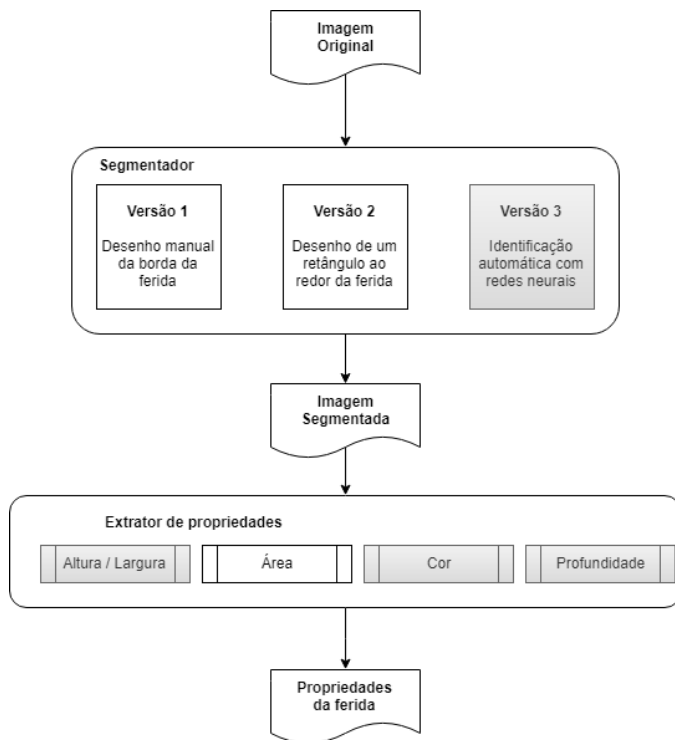 Imagem
Original
Segmentador
Versão 1
Desenho manual
da borda da
ferida
Versão 2
Desenho de um
retângulo ao
redor da ferida
Versão 3
Identificação
automática com
redes neurais
Imagem
Segmentada
Extrator de propriedades
Altura / Largura
Área
Cor
Profundidade
Propriedades
da ferida